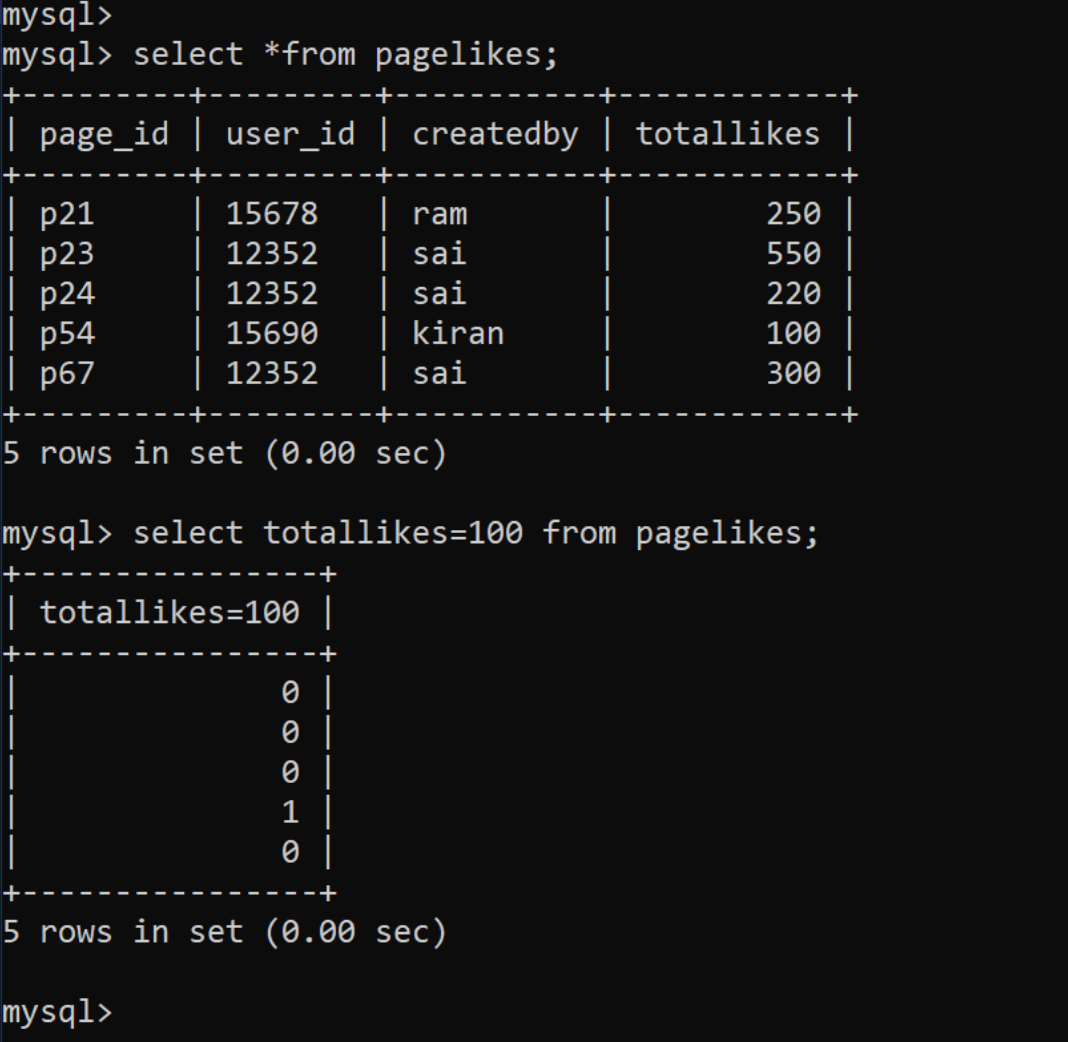 mysql>
mysql> select *from pagelikes;
+---------+---------+-----------+------------+
| page_id | user_id | createdby | totallikes |
+---------+---------+-----------+------------+
| p21     | 15678   | ram       |        250 |
| p23     | 12352   | sai       |        550 |
| p24     | 12352   | sai       |        220 |
| p54     | 15690   | kiran     |        100 |
| p67     | 12352   | sai       |        300 |
+---------+---------+-----------+------------+
5 rows in set (0.00 sec)

mysql> select totallikes=100 from pagelikes;
+----------------+
| totallikes=100 |
+----------------+
|              0 |
|              0 |
|              0 |
|              1 |
|              0 |
+----------------+
5 rows in set (0.00 sec)

mysql>